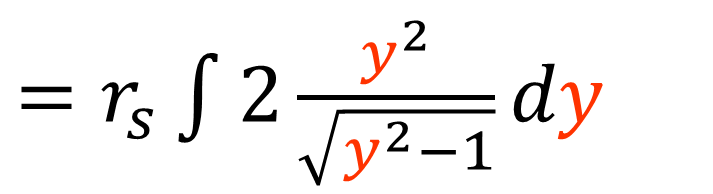 = r_s ∫ 2 y² / √(y² − 1) dy